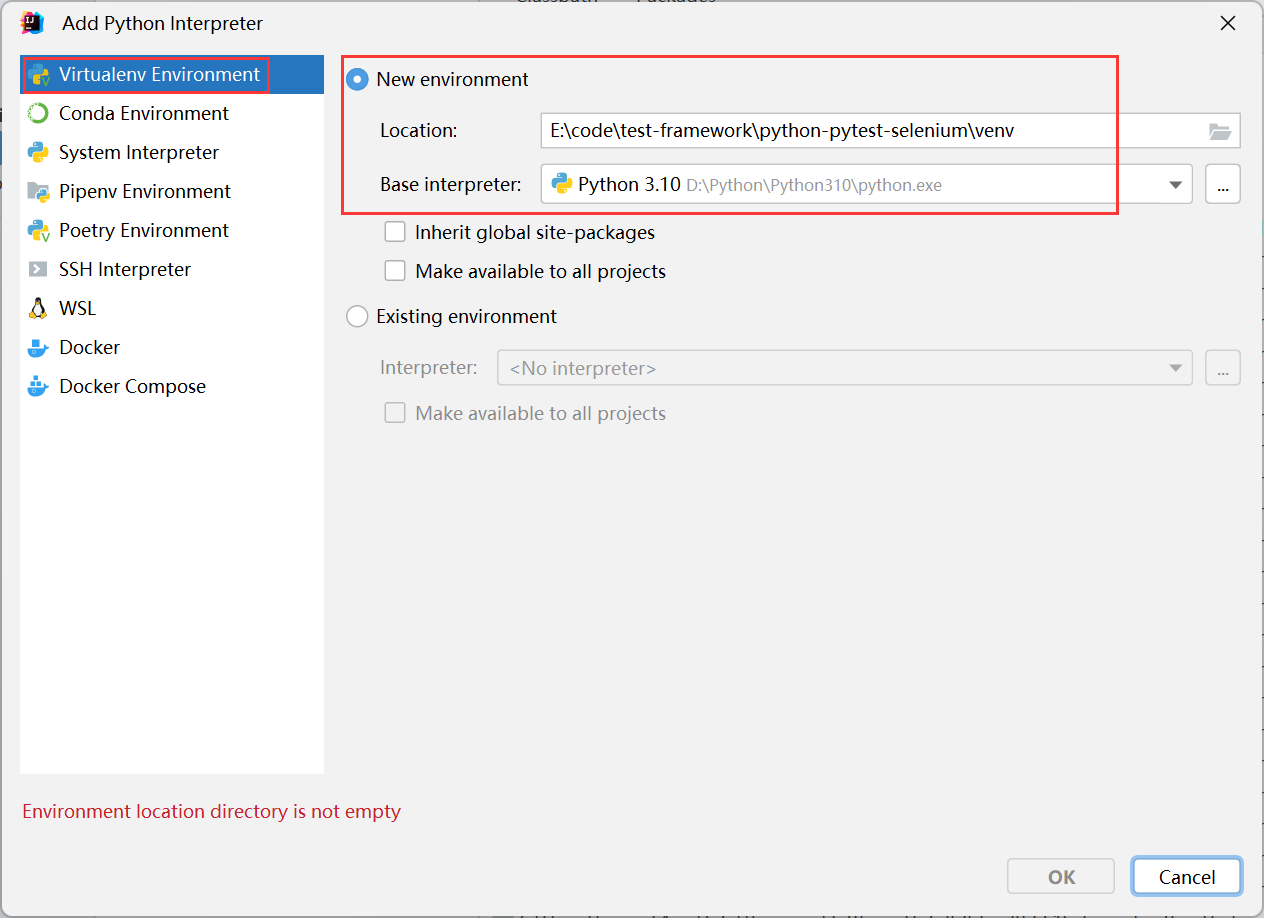 Add Python Interpreter
Virtualenv Environment
Conda Environment
System Interpreter
Pipenv Environment
Poetry Environment
SSH Interpreter
WSL
Docker
Docker Compose
New environment
Location: E:\code\test-framework\python-pytest-selenium\venv
Base interpreter: Python 3.10 D:\Python\Python310\python.exe ...
Inherit global site-packages
Make available to all projects
Existing environment
Interpreter: <No interpreter> ...
Make available to all projects
Environment location directory is not empty
OK Cancel